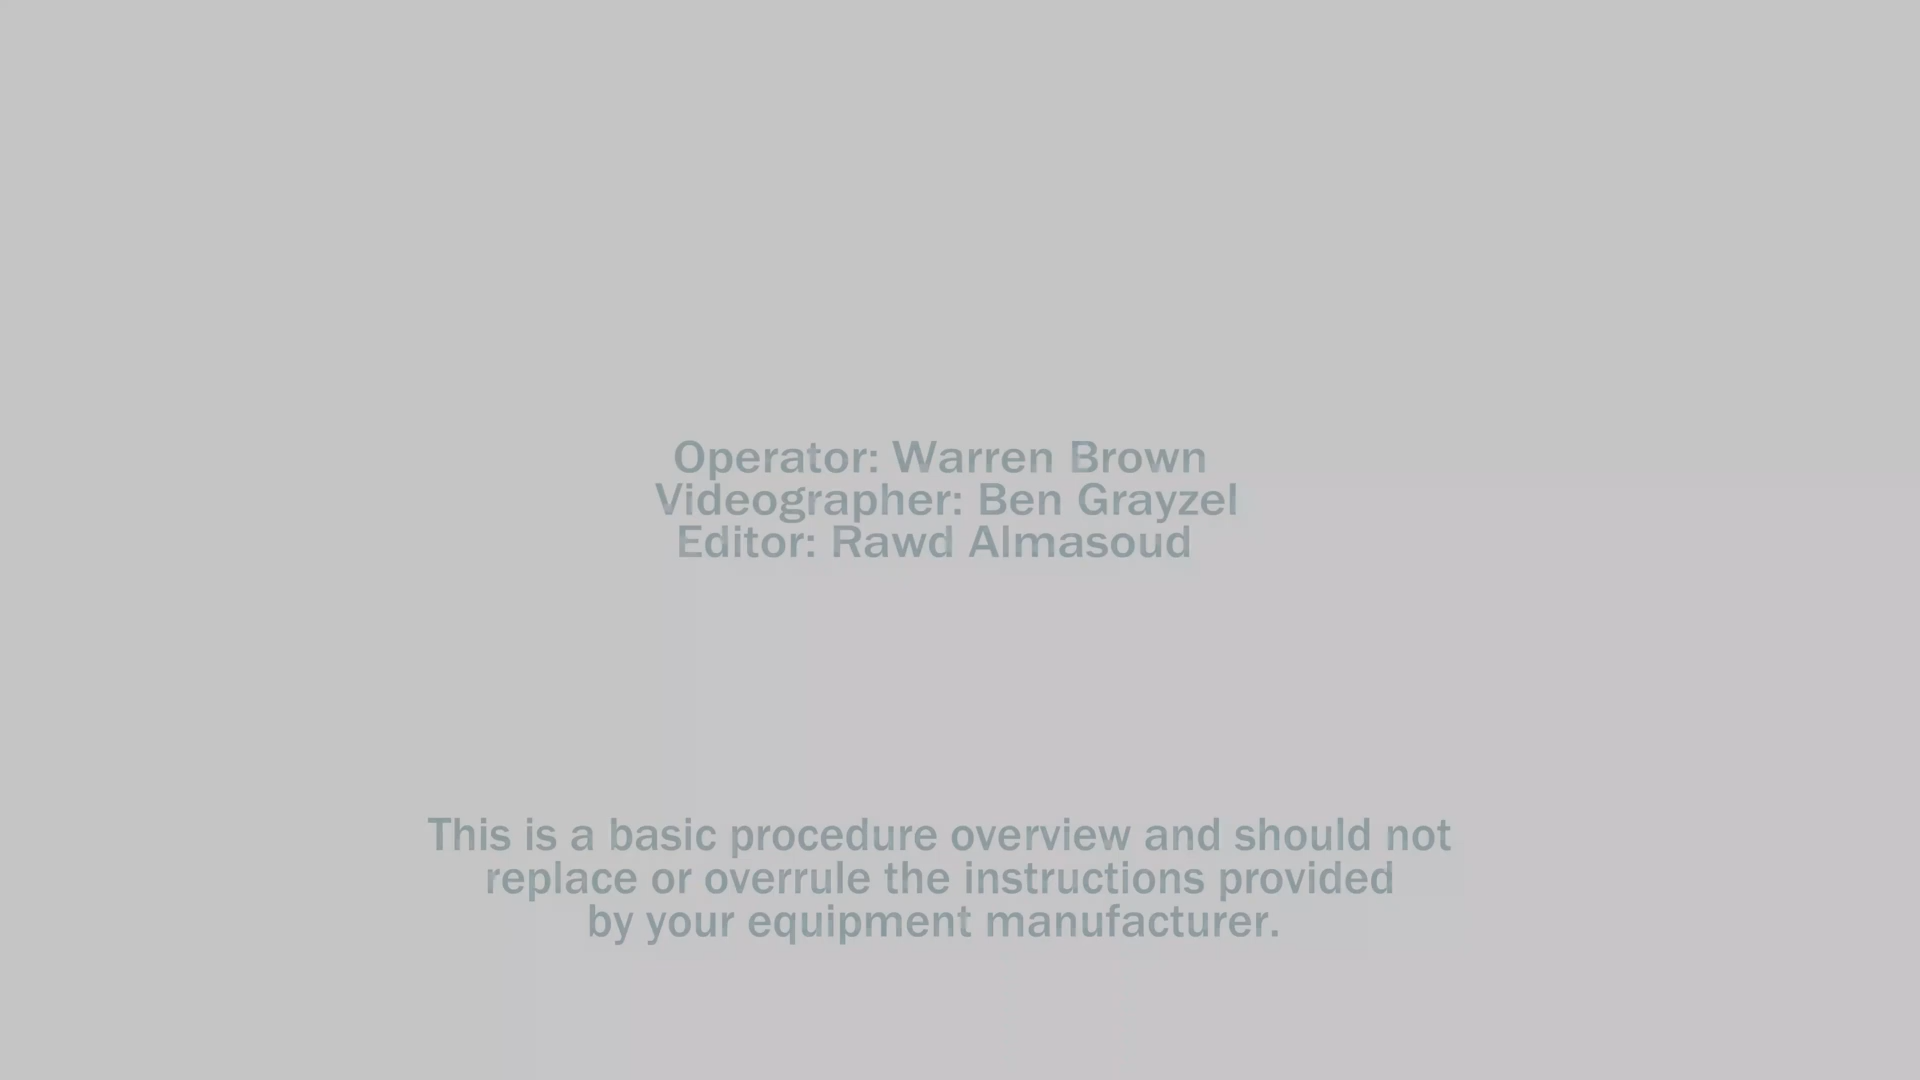 Operator: Warren Brown
Videographer: Ben Grayzel
Editor: Rawd Almasoud
This is a basic procedure overview and should not
replace or overrule the instructions provided
by your equipment manufacturer.